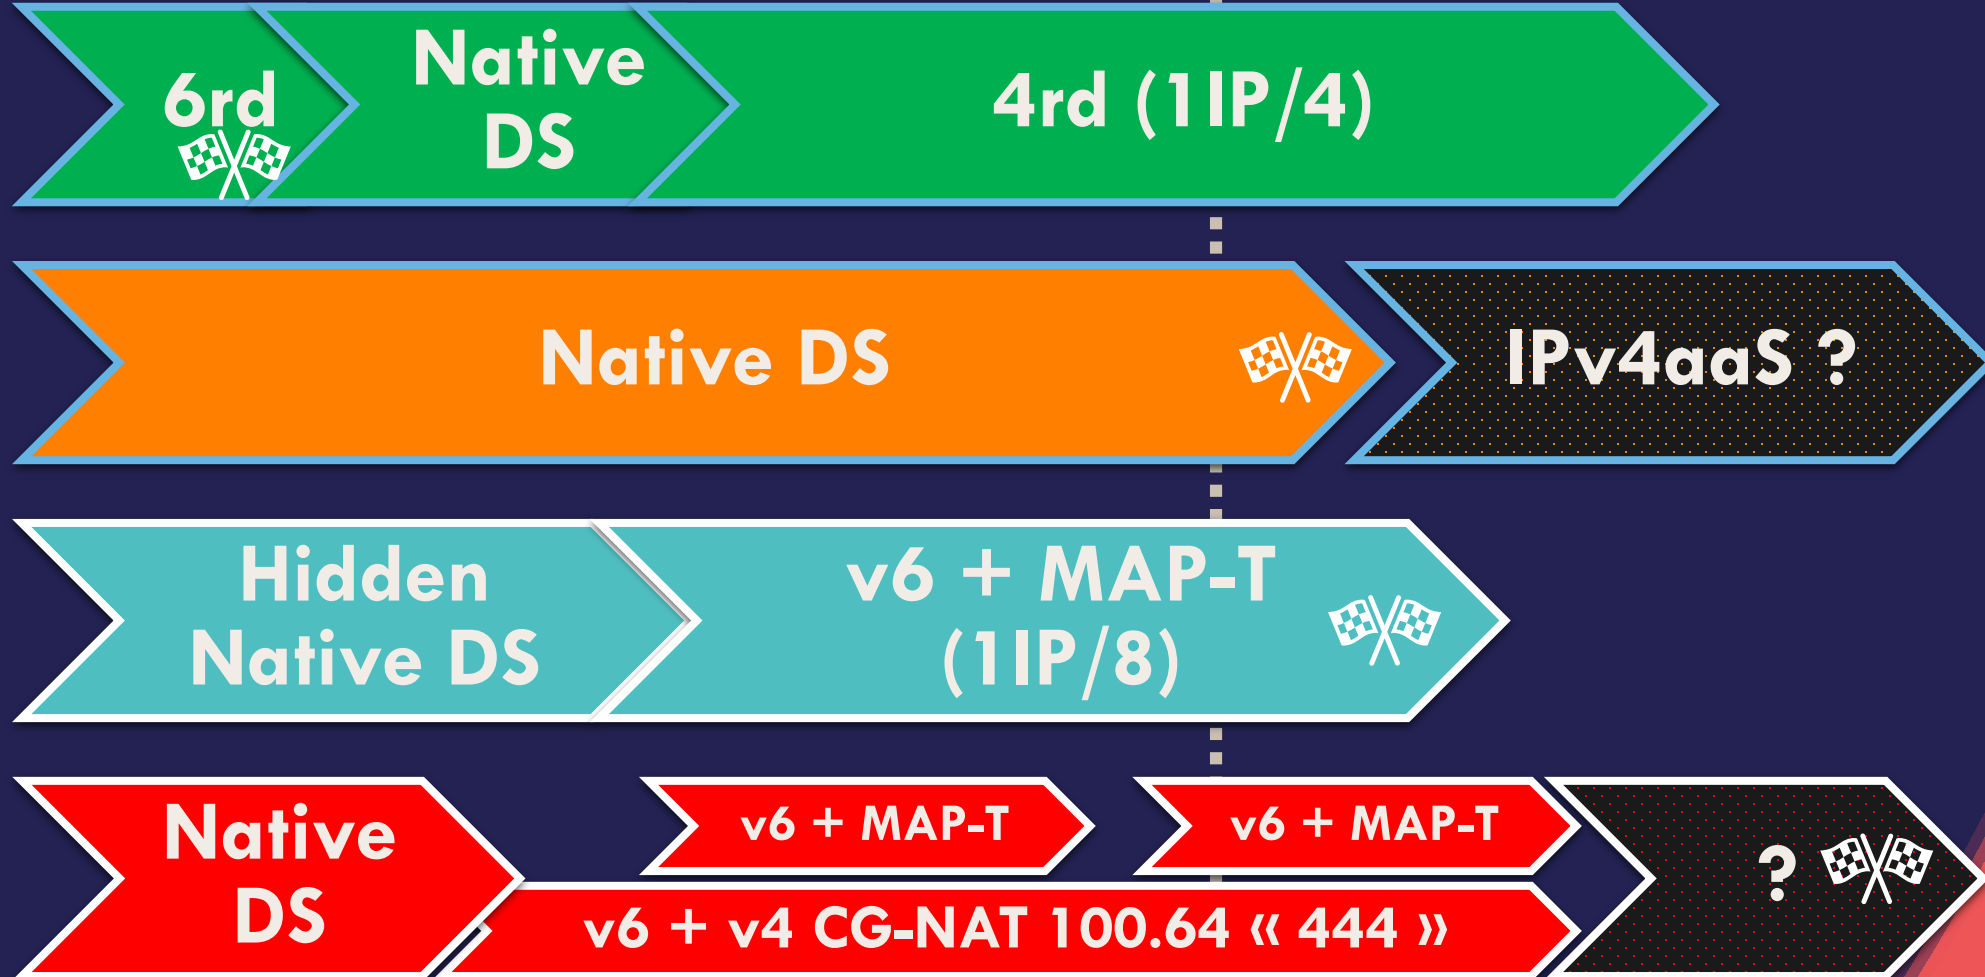 6rd
Native
DS
4rd (1IP/4)
Native DS
IPv4aaS ?
Hidden
Native DS
v6 + MAP-T
(1IP/8)
Native
DS
v6 + MAP-T
v6 + MAP-T
v6 + v4 CG-NAT 100.64 « 444 »
?